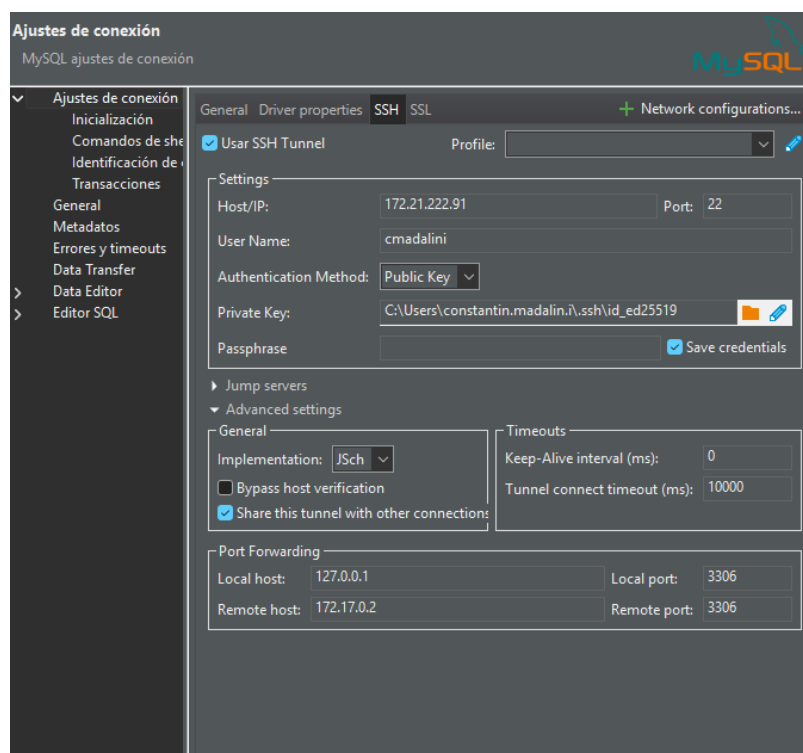 Ajustes de conexión
MySQL ajustes de conexión
MySQL
Ajustes de conexión
Inicialización
Comandos de she
Identificación de
Transacciones
General
Metadatos
Errores y timeouts
Data Transfer
Data Editor
Editor SQL
General Driver properties SSH SSL + Network configurations...
Usar SSH Tunnel Profile:
Settings
Host/IP: 172.21.222.91 Port: 22
User Name: cmadalini
Authentication Method: Public Key
Private Key: C:\Users\constantin.madalin.i\.ssh\id_ed25519
Passphrase Save credentials
Jump servers
Advanced settings
General
Implementation: JSch
Bypass host verification
Share this tunnel with other connections
Timeouts
Keep-Alive interval (ms): 0
Tunnel connect timeout (ms): 10000
Port Forwarding
Local host: 127.0.0.1 Local port: 3306
Remote host: 172.17.0.2 Remote port: 3306